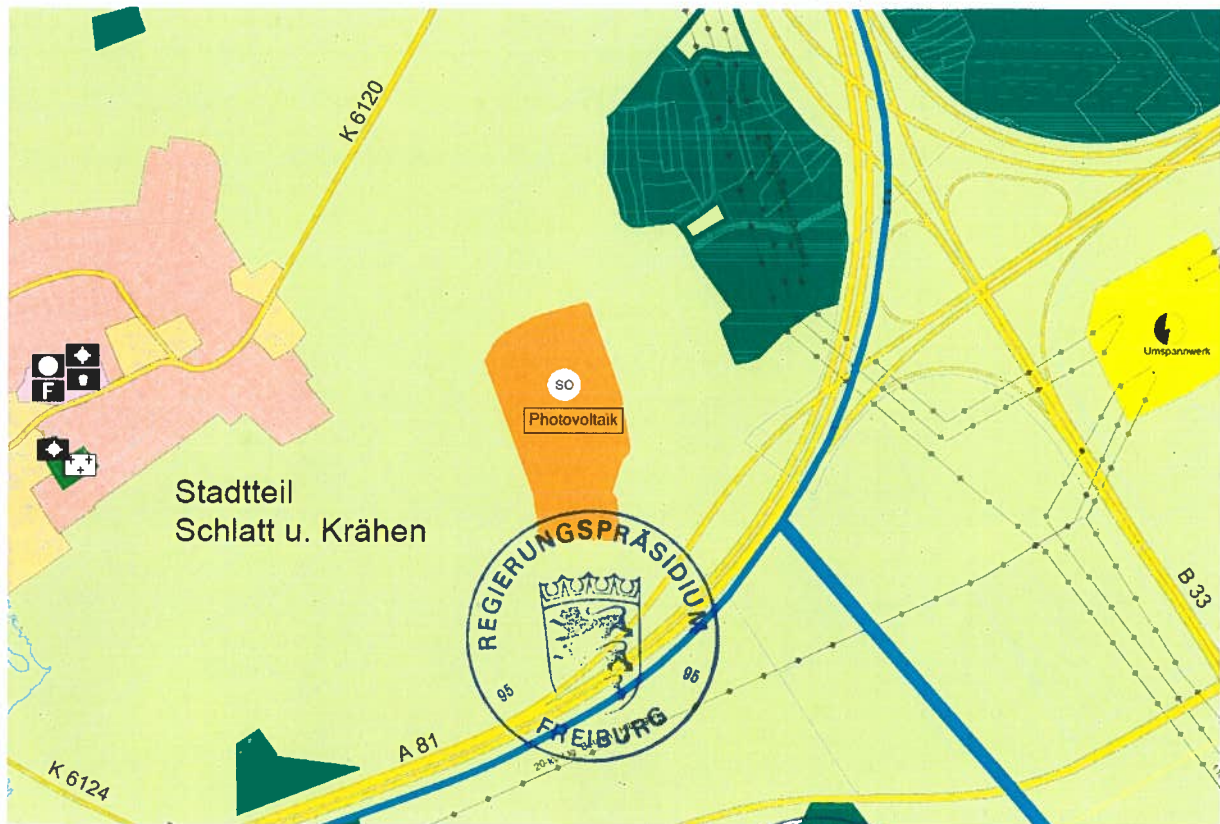 K 6120
Umspannwerk
SO
Photovoltaik
F
Stadtteil
Schlatt u. Krähen
REGIERUNGSPRÄSIDIUM
95 95
FREIBURG
B 33
A 81
K 6124